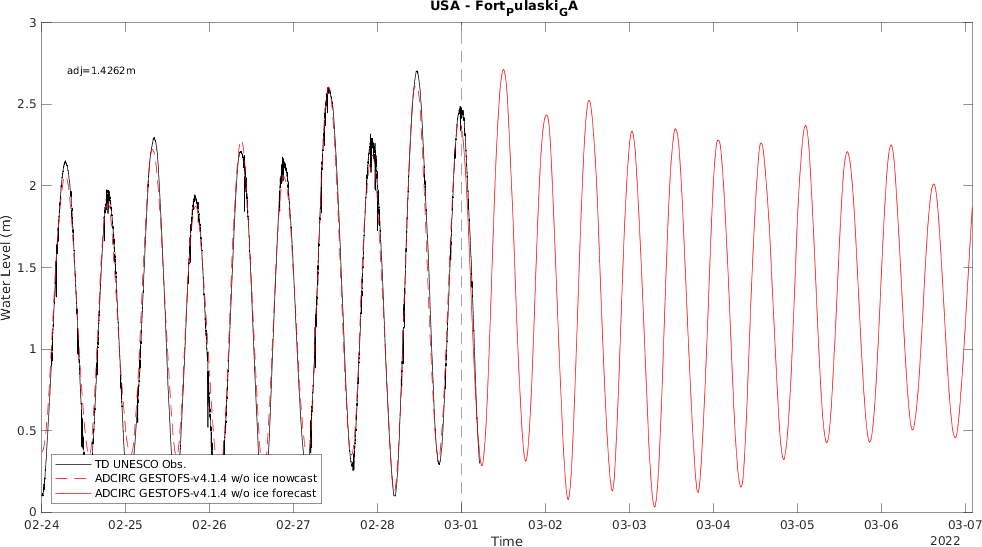 USA - FortPulaskiGA
3
adj=1.4262m
2.5
2
1.5
Water Level (m)
1
0.5
TD UNESCO Obs.
ADCIRC GESTOFS-v4.1.4 w/o ice nowcast
ADCIRC GESTOFS-v4.1.4 w/o ice forecast
0
02-24 02-25 02-26 02-27 02-28 03-01 03-02 03-03 03-04 03-05 03-06 03-07
Time
2022